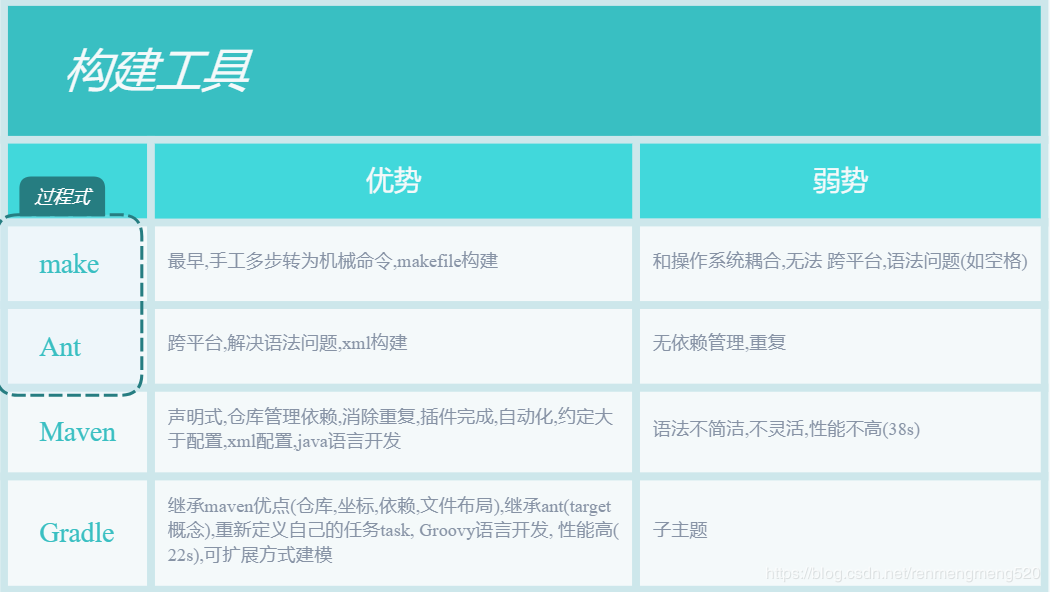 构建工具
优势
弱势
过程式
make
最早,手工多步转为机械命令,makefile构建
和操作系统耦合,无法 跨平台,语法问题(如空格)
Ant
跨平台,解决语法问题,xml构建
无依赖管理,重复
Maven
声明式,仓库管理依赖,消除重复,插件完成,自动化,约定大
于配置,xml配置,java语言开发
语法不简洁,不灵活,性能不高(38s)
Gradle
继承maven优点(仓库,坐标,依赖,文件布局),继承ant(target
概念),重新定义自己的任务task, Groovy语言开发, 性能高(
22s),可扩展方式建模
子主题
https://blog.csdn.net/renmengmeng520